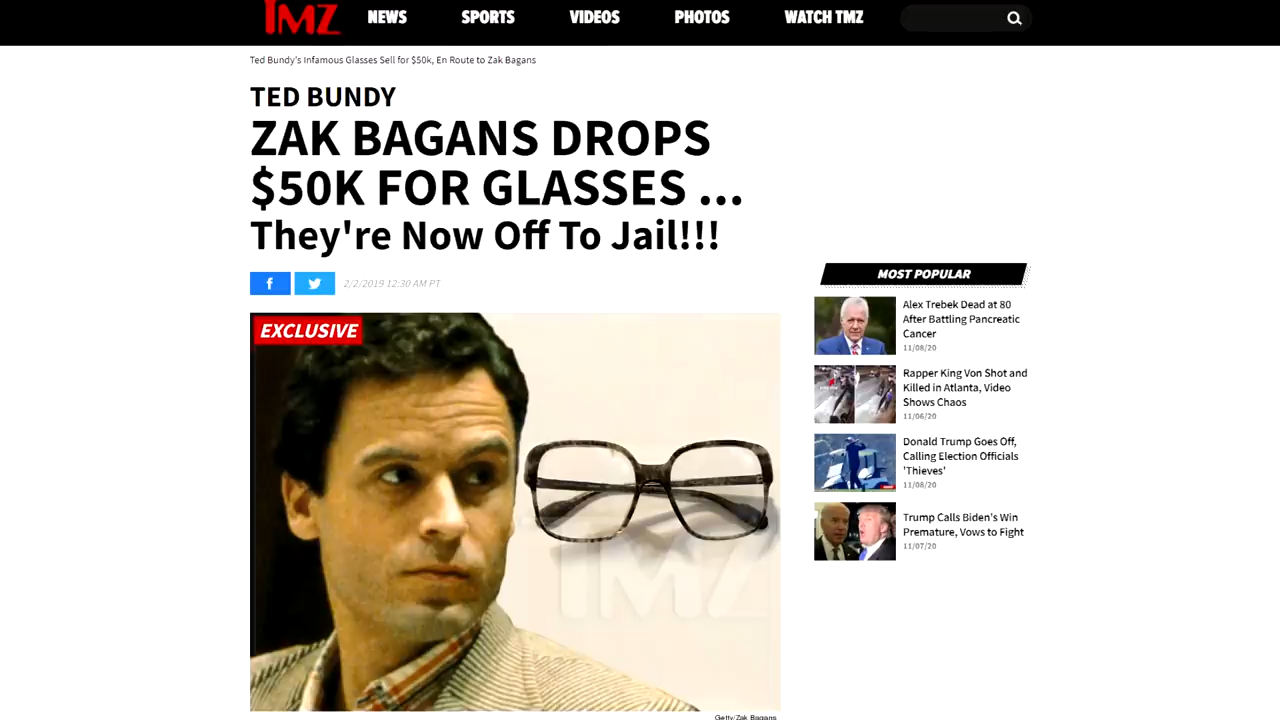 TMZ
NEWS
SPORTS
VIDEOS
PHOTOS
WATCH TMZ
Ted Bundy's Infamous Glasses Sell for $50k, En Route to Zak Bagans
TED BUNDY
ZAK BAGANS DROPS
$50K FOR GLASSES ...
They're Now Off To Jail!!!
f
2/2/2019 12:30 AM PT
EXCLUSIVE
TMZ
Getty/Zak Bagans
MOST POPULAR
Alex Trebek Dead at 80
After Battling Pancreatic
Cancer
11/08/20
Rapper King Von Shot and
Killed in Atlanta, Video
Shows Chaos
11/06/20
Donald Trump Goes Off,
Calling Election Officials
'Thieves'
11/08/20
Trump Calls Biden's Win
Premature, Vows to Fight
11/07/20